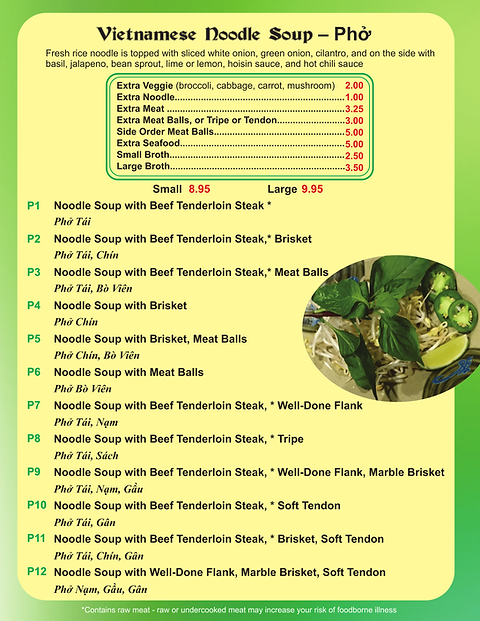 Vietnamese Noodle Soup – Phở
Fresh rice noodle is topped with sliced white onion, green onion, cilantro, and on the side with
basil, jalapeno, bean sprout, lime or lemon, hoisin sauce, and hot chili sauce
Extra Veggie (broccoli, cabbage, carrot, mushroom) 2.00
Extra Noodle 1.00
Extra Meat 3.25
Extra Meat Balls, or Tripe or Tendon 3.00
Side Order Meat Balls 5.00
Extra Seafood 5.00
Small Broth 2.50
Large Broth 3.50
Small 8.95 Large 9.95
P1 Noodle Soup with Beef Tenderloin Steak *
Phở Tái
P2 Noodle Soup with Beef Tenderloin Steak,* Brisket
Phở Tái, Chín
P3 Noodle Soup with Beef Tenderloin Steak,* Meat Balls
Phở Tái, Bò Viên
P4 Noodle Soup with Brisket
Phở Chín
P5 Noodle Soup with Brisket, Meat Balls
Phở Chín, Bò Viên
P6 Noodle Soup with Meat Balls
Phở Bò Viên
P7 Noodle Soup with Beef Tenderloin Steak, * Well-Done Flank
Phở Tái, Nạm
P8 Noodle Soup with Beef Tenderloin Steak, * Tripe
Phở Tái, Sách
P9 Noodle Soup with Beef Tenderloin Steak, * Well-Done Flank, Marble Brisket
Phở Tái, Nạm, Gầu
P10 Noodle Soup with Beef Tenderloin Steak, * Soft Tendon
Phở Tái, Gân
P11 Noodle Soup with Beef Tenderloin Steak, * Brisket, Soft Tendon
Phở Tái, Chín, Gân
P12 Noodle Soup with Well-Done Flank, Marble Brisket, Soft Tendon
Phở Nạm, Gầu, Gân
*Contains raw meat - raw or undercooked meat may increase your risk of foodborne illness